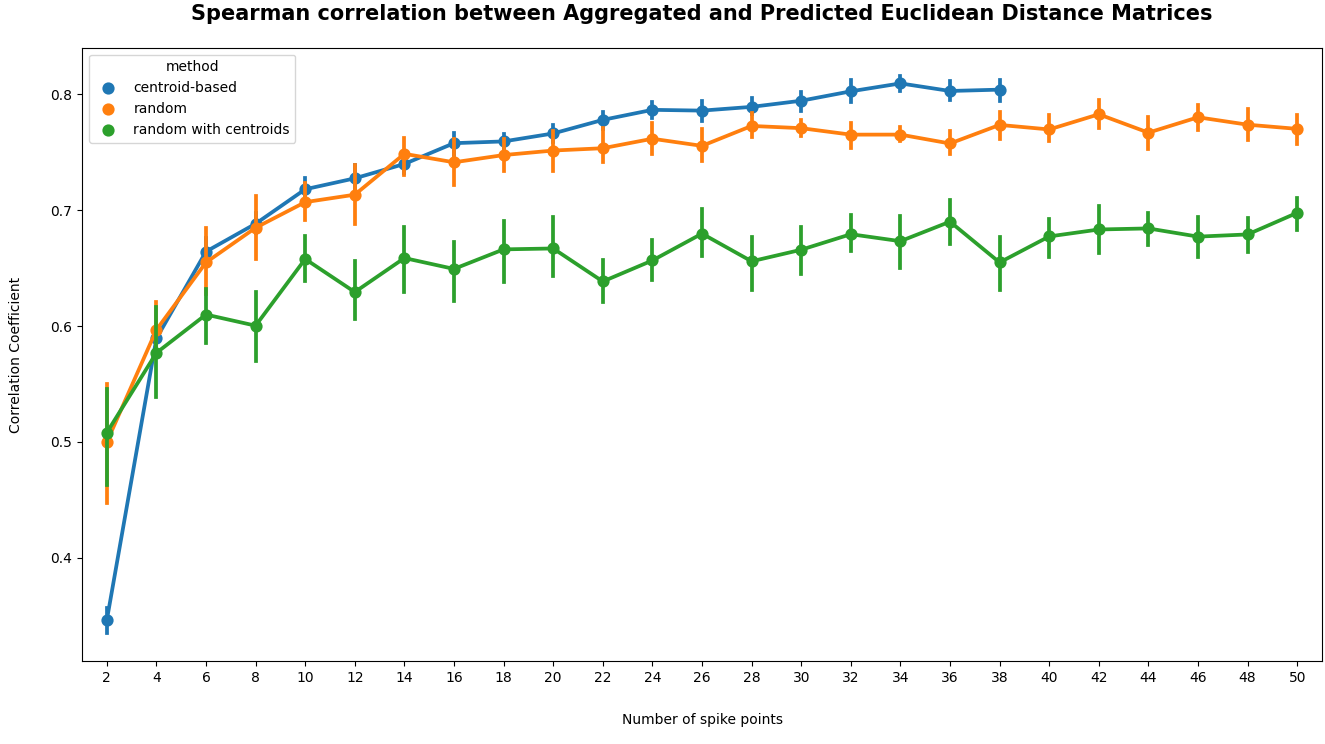 Spearman correlation between Aggregated and Predicted Euclidean Distance Matrices
method
centroid-based
random
random with centroids
0.8
0.7
0.6
0.5
0.4
Correlation Coefficient
2 4 6 8 10 12 14 16 18 20 22 24 26 28 30 32 34 36 38 40 42 44 46 48 50
Number of spike points